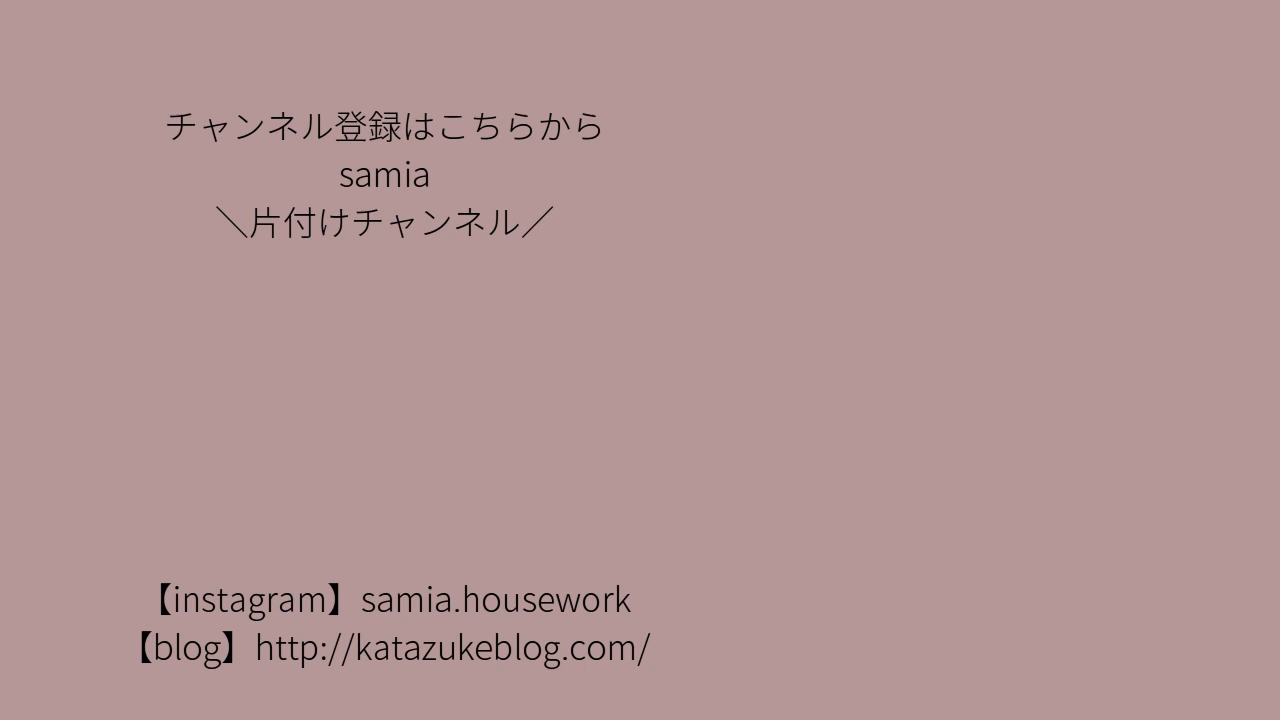 チャンネル登録はこちらから
samia
＼片付けチャンネル／
【instagram】samia.housework
【blog】http://katazukeblog.com/